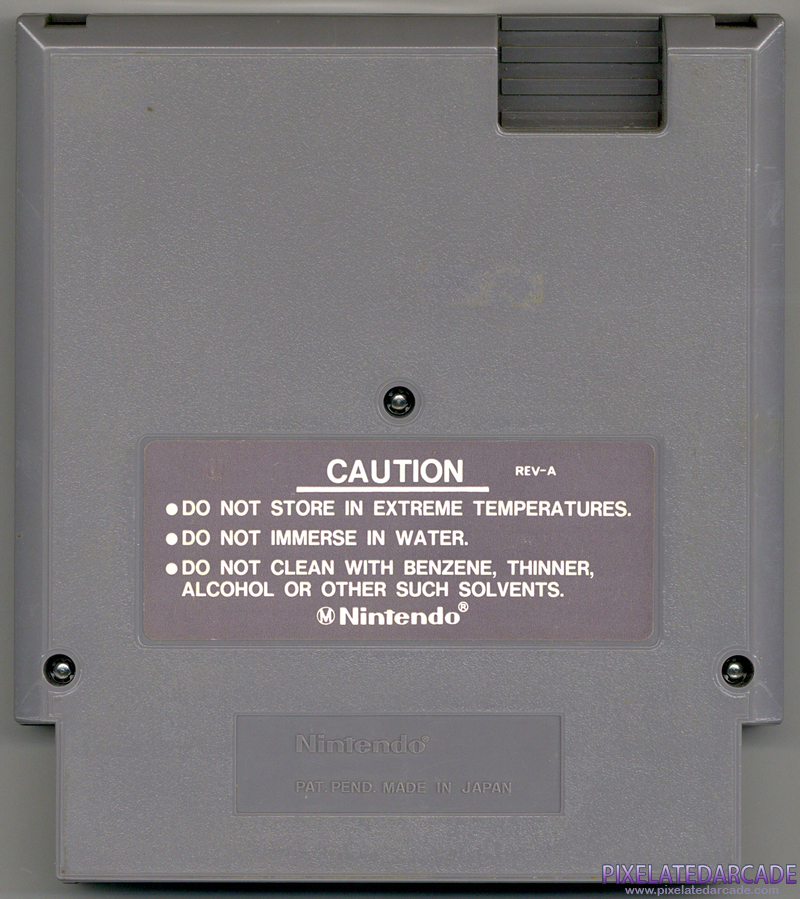 CAUTION REV-A
●DO NOT STORE IN EXTREME TEMPERATURES.
●DO NOT IMMERSE IN WATER.
●DO NOT CLEAN WITH BENZENE, THINNER,
ALCOHOL OR OTHER SUCH SOLVENTS.
Ⓜ Nintendo®
Nintendo®
PAT. PEND. MADE IN JAPAN
PIXELATEDARCADE
www.pixelatedarcade.com